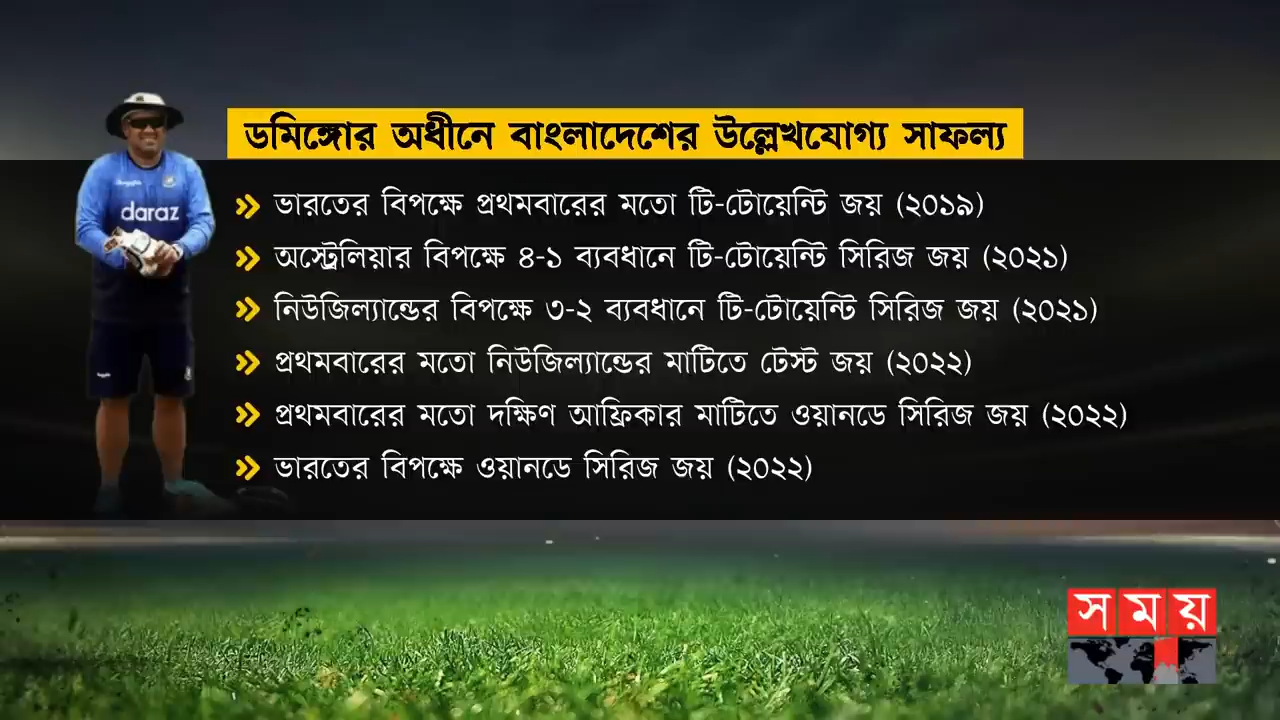 ডমিঙ্গোর অধীনে বাংলাদেশের উল্লেখযোগ্য সাফল্য
ভারতের বিপক্ষে প্রথমবারের মতো টি-টোয়েন্টি জয় (২০১৯)
অস্ট্রেলিয়ার বিপক্ষে ৪-১ ব্যবধানে টি-টোয়েন্টি সিরিজ জয় (২০২১)
নিউজিল্যান্ডের বিপক্ষে ৩-২ ব্যবধানে টি-টোয়েন্টি সিরিজ জয় (২০২১)
প্রথমবারের মতো নিউজিল্যান্ডের মাটিতে টেস্ট জয় (২০২২)
প্রথমবারের মতো দক্ষিণ আফ্রিকার মাটিতে ওয়ানডে সিরিজ জয় (২০২২)
ভারতের বিপক্ষে ওয়ানডে সিরিজ জয় (২০২২)
daraz
সময়